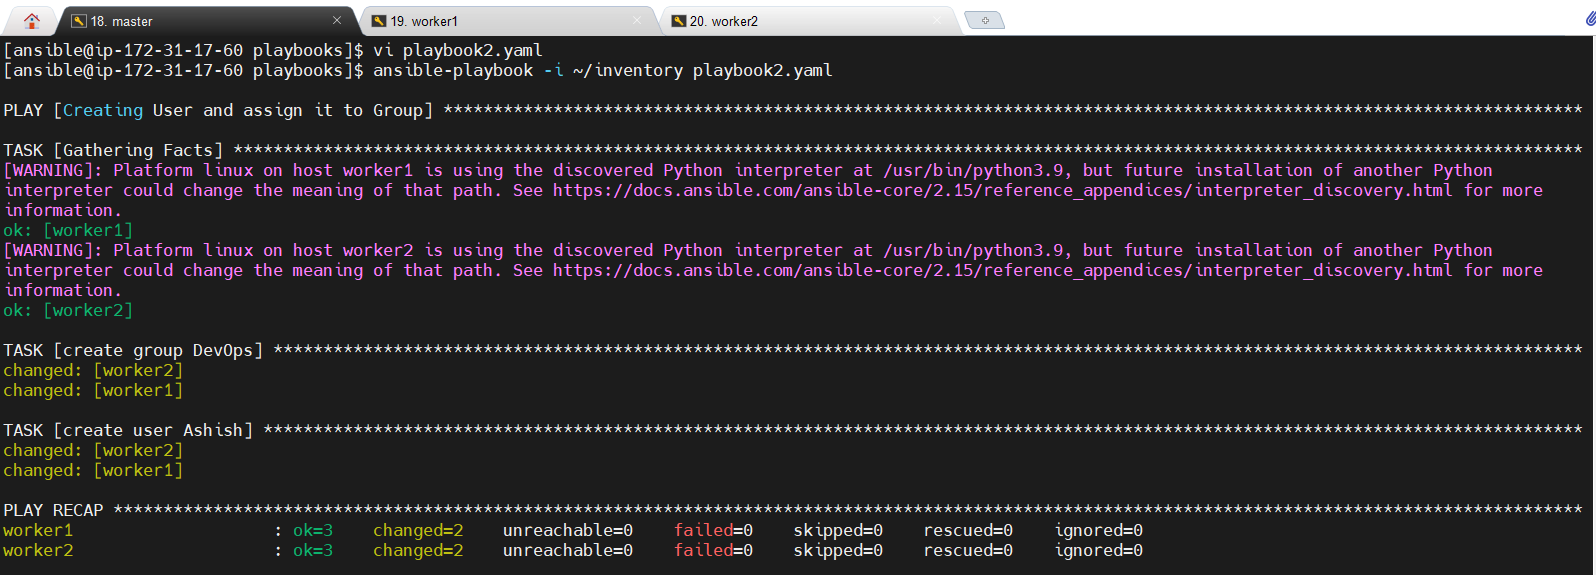 18. master
19. worker1
20. worker2
[ansible@ip-172-31-17-60 playbooks]$ vi playbook2.yaml
[ansible@ip-172-31-17-60 playbooks]$ ansible-playbook -i ~/inventory playbook2.yaml
PLAY [Creating User and assign it to Group] ******************************************************************************************************************
TASK [Gathering Facts] ***************************************************************************************************************************************
[WARNING]: Platform linux on host worker1 is using the discovered Python interpreter at /usr/bin/python3.9, but future installation of another Python
interpreter could change the meaning of that path. See https://docs.ansible.com/ansible-core/2.15/reference_appendices/interpreter_discovery.html for more
information.
ok: [worker1]
[WARNING]: Platform linux on host worker2 is using the discovered Python interpreter at /usr/bin/python3.9, but future installation of another Python
interpreter could change the meaning of that path. See https://docs.ansible.com/ansible-core/2.15/reference_appendices/interpreter_discovery.html for more
information.
ok: [worker2]
TASK [create group DevOps] ***********************************************************************************************************************************
changed: [worker2]
changed: [worker1]
TASK [create user Ashish] ************************************************************************************************************************************
changed: [worker2]
changed: [worker1]
PLAY RECAP ***************************************************************************************************************************************************
worker1                    : ok=3    changed=2    unreachable=0    failed=0    skipped=0    rescued=0    ignored=0
worker2                    : ok=3    changed=2    unreachable=0    failed=0    skipped=0    rescued=0    ignored=0